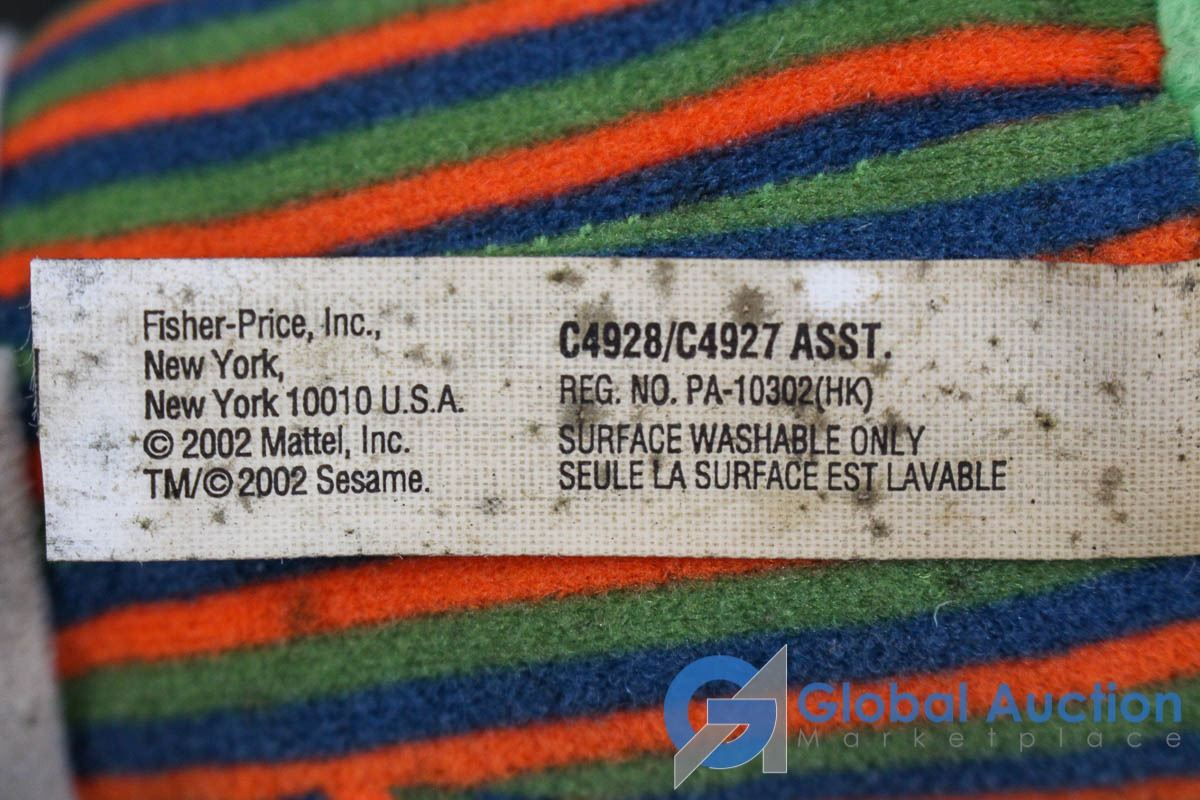 Fisher-Price, Inc.,
New York,
New York 10010 U.S.A.
© 2002 Mattel, Inc.
TM/© 2002 Sesame.
C4928/C4927 ASST.
REG. NO. PA-10302(HK)
SURFACE WASHABLE ONLY
SEULE LA SURFACE EST LAVABLE
Global Auction
Marketplace